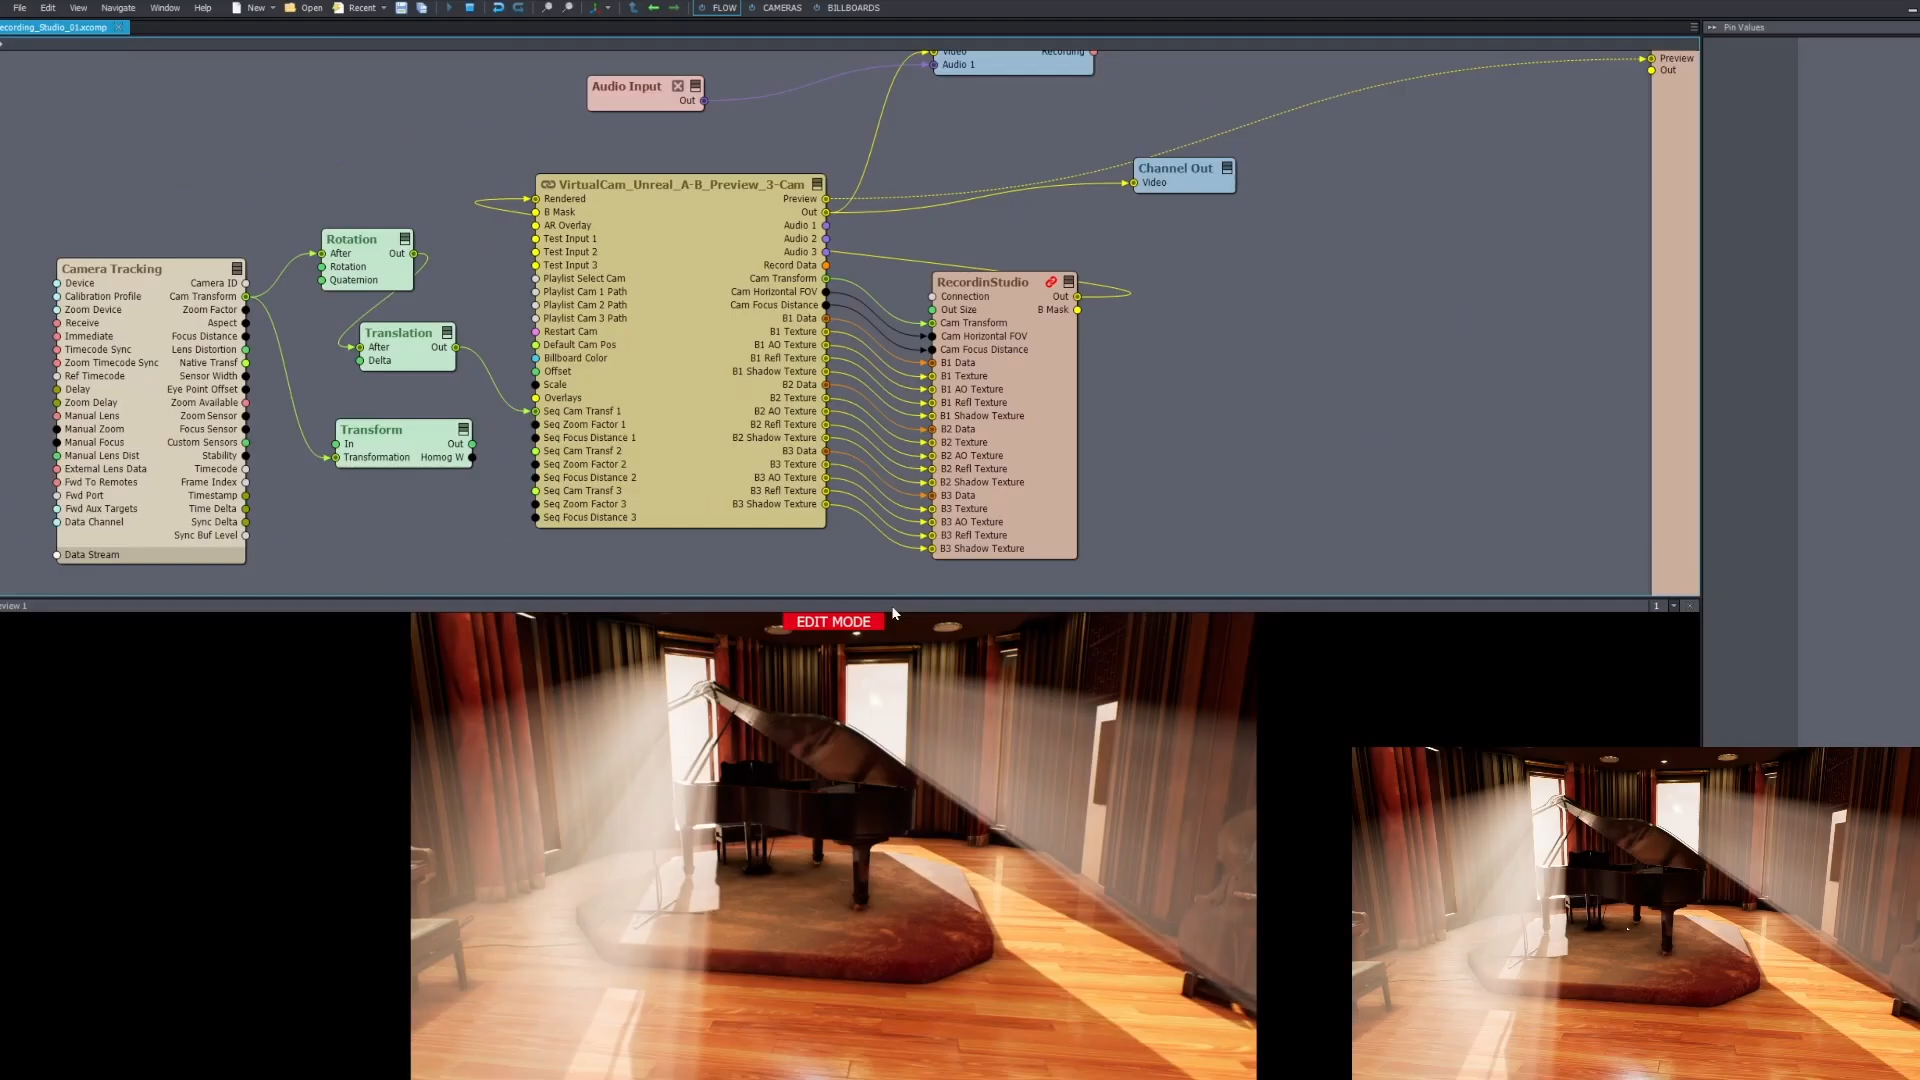 File Edit View Navigate Window Help New Open Recent FLOW CAMERAS BILLBOARDS
ecording_Studio_01.xcomp
Pin Values
Video Recording
Audio 1
Audio Input
Out
Preview
Out
Channel Out
Video
VirtualCam_Unreal_A-B_Preview_3-Cam
Rendered Preview
B Mask Out
AR Overlay Audio 1
Test Input 1 Audio 2
Test Input 2 Audio 3
Test Input 3 Record Data
Playlist Select Cam Cam Transform
Playlist Cam 1 Path Cam Horizontal FOV
Playlist Cam 2 Path Cam Focus Distance
Playlist Cam 3 Path B1 Data
Restart Cam B1 Texture
Default Cam Pos B1 AO Texture
Billboard Color B1 Refl Texture
Offset B1 Shadow Texture
Scale B2 Data
Overlays B2 Texture
Seq Cam Transf 1 B2 AO Texture
Seq Zoom Factor 1 B2 Refl Texture
Seq Focus Distance 1 B2 Shadow Texture
Seq Cam Transf 2 B3 Data
Seq Zoom Factor 2 B3 Texture
Seq Focus Distance 2 B3 AO Texture
Seq Cam Transf 3 B3 Refl Texture
Seq Zoom Factor 3 B3 Shadow Texture
Seq Focus Distance 3
Rotation
After Out
Rotation
Quaternion
Translation
After Out
Delta
Transform
In Out
Transformation Homog W
Camera Tracking
Device Camera ID
Calibration Profile Cam Transform
Zoom Device Zoom Factor
Receive Aspect
Immediate Focus Distance
Timecode Sync Lens Distortion
Zoom Timecode Sync Native Transf
Ref Timecode Sensor Width
Delay Eye Point Offset
Zoom Delay Zoom Available
Manual Lens Zoom Sensor
Manual Zoom Focus Sensor
Manual Focus Custom Sensors
Manual Lens Dist Stability
External Lens Data Timecode
Fwd To Remotes Frame Index
Fwd Port Timestamp
Fwd Aux Targets Time Delta
Data Channel Sync Delta
Sync Buf Level
Data Stream
RecordinStudio
Connection Out
Out Size B Mask
Cam Transform
Cam Horizontal FOV
Cam Focus Distance
B1 Data
B1 Texture
B1 AO Texture
B1 Refl Texture
B1 Shadow Texture
B2 Data
B2 Texture
B2 AO Texture
B2 Refl Texture
B2 Shadow Texture
B3 Data
B3 Texture
B3 AO Texture
B3 Refl Texture
B3 Shadow Texture
eview 1
1
EDIT MODE